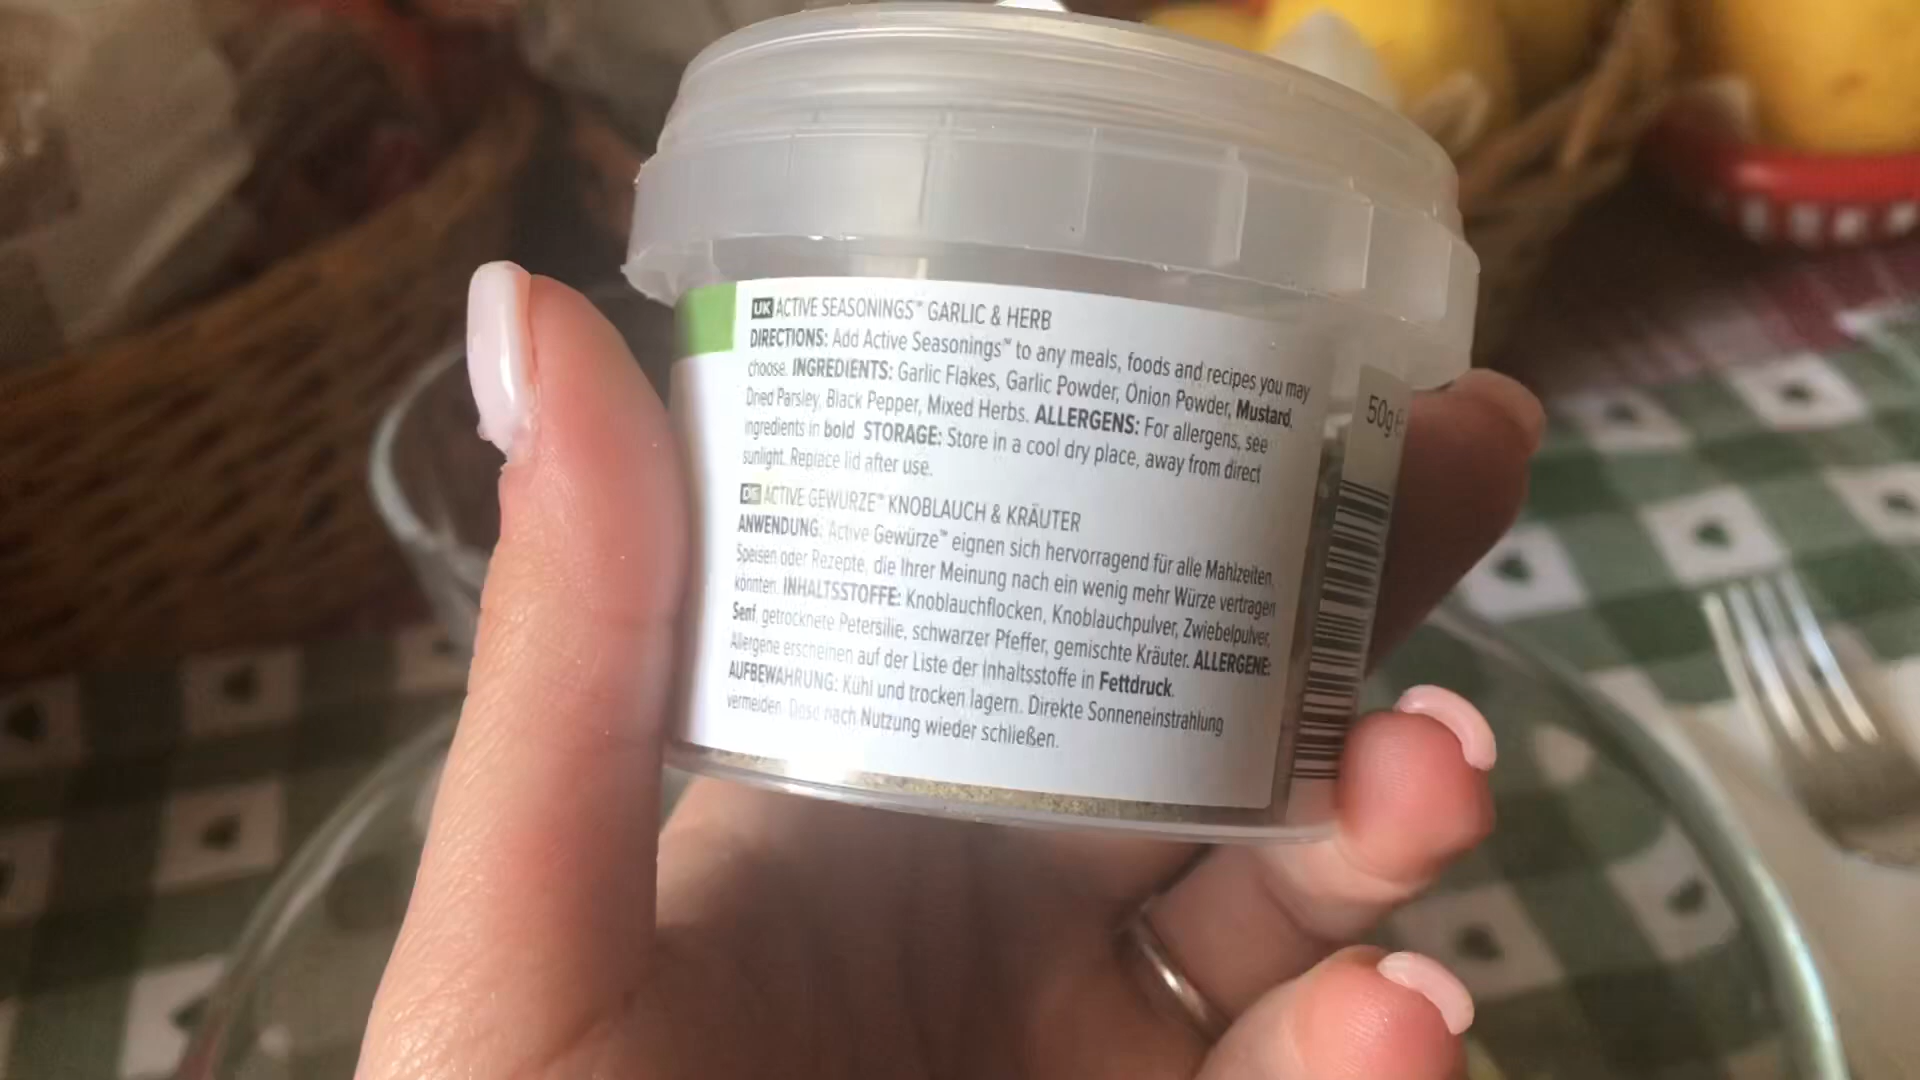 UK ACTIVE SEASONINGS™ GARLIC & HERB
DIRECTIONS: Add Active Seasonings™ to any meals, foods and recipes you may
choose. INGREDIENTS: Garlic Flakes, Garlic Powder, Onion Powder, Mustard,
Dried Parsley, Black Pepper, Mixed Herbs. ALLERGENS: For allergens, see
ingredients in bold STORAGE: Store in a cool dry place, away from direct
sunlight. Replace lid after use.
DE ACTIVE GEWÜRZE™ KNOBLAUCH & KRÄUTER
ANWENDUNG: Active Gewürze™ eignen sich hervorragend für alle Mahlzeiten,
Speisen oder Rezepte, die Ihrer Meinung nach ein wenig mehr Würze vertragen
könnten. INHALTSSTOFFE: Knoblauchflocken, Knoblauchpulver, Zwiebelpulver,
Senf, getrocknete Petersilie, schwarzer Pfeffer, gemischte Kräuter. ALLERGENE:
Allergene erscheinen auf der Liste der Inhaltsstoffe in Fettdruck.
AUFBEWAHRUNG: Kühl und trocken lagern. Direkte Sonneneinstrahlung
vermeiden. Dose nach Nutzung wieder schließen.
50g e